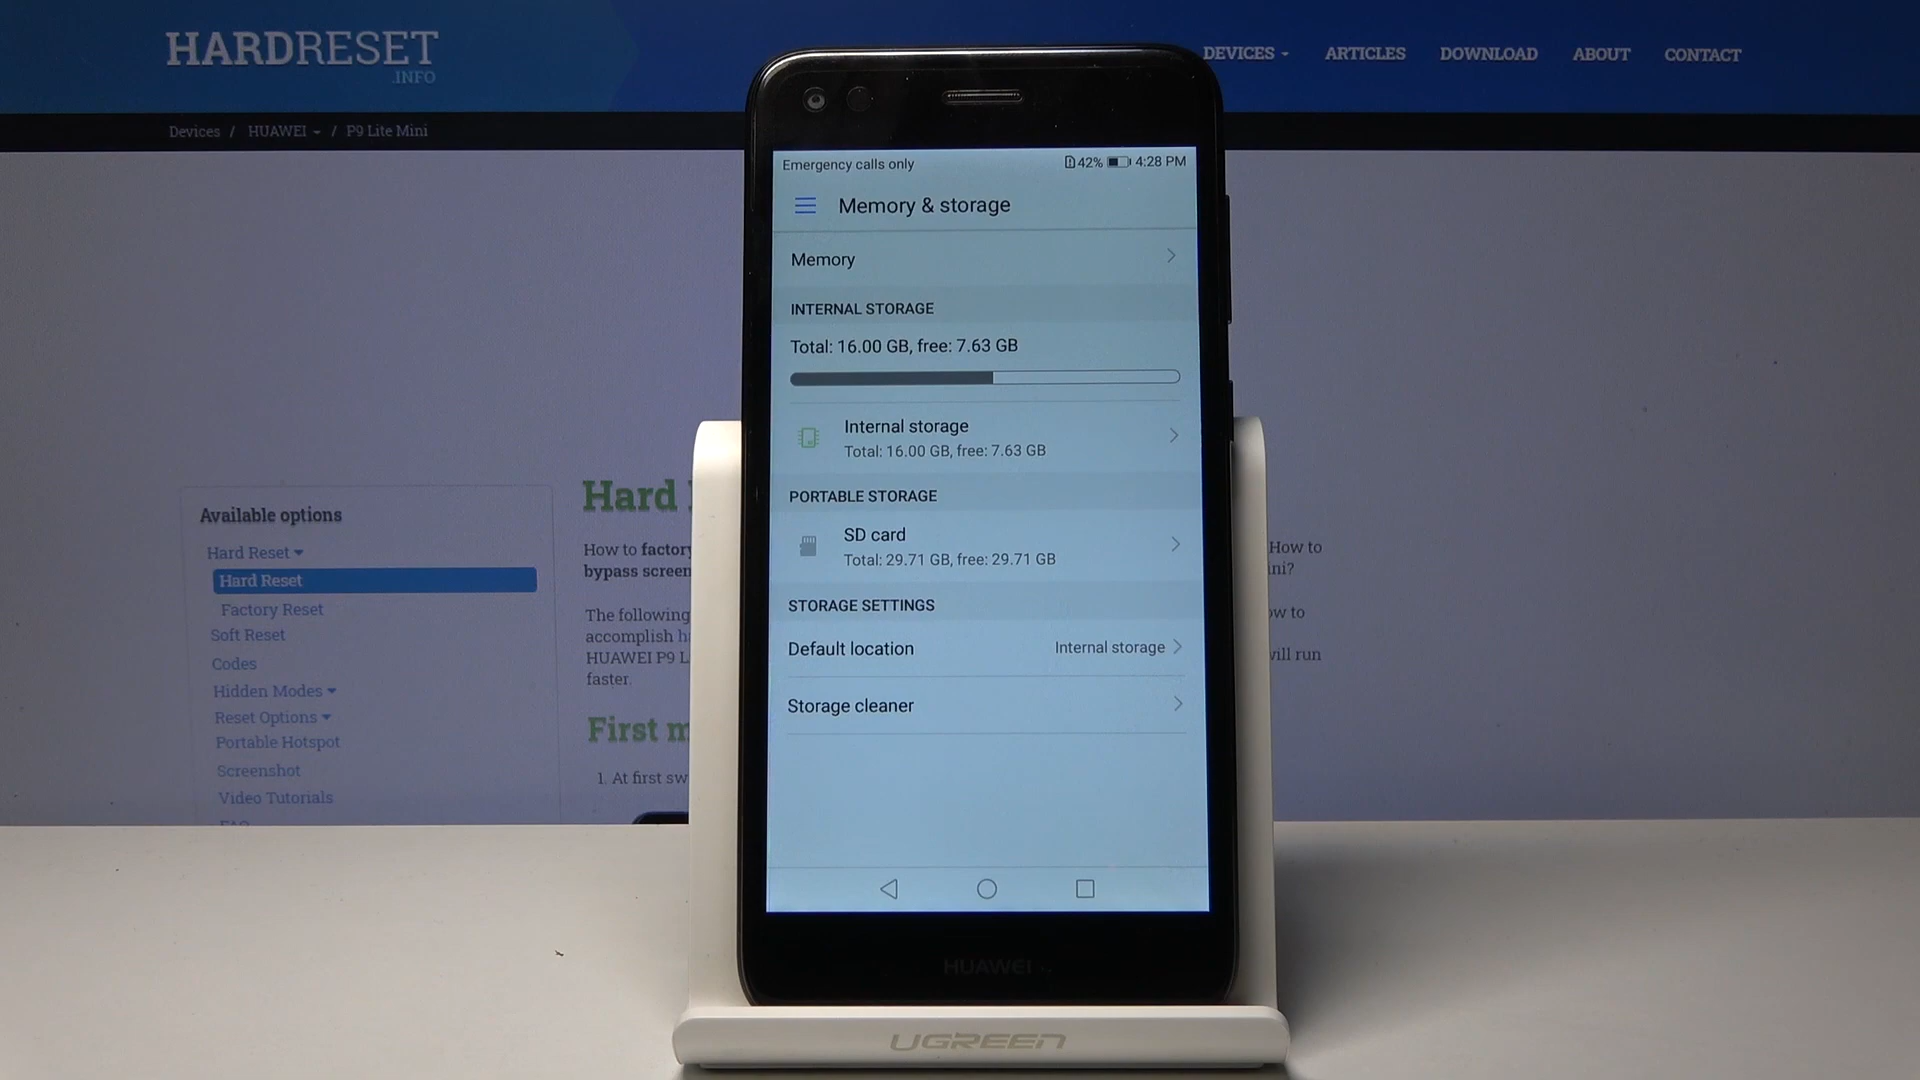 HARDRESET
.INFO
DEVICES
ARTICLES
DOWNLOAD
ABOUT
CONTACT
Devices / HUAWEI / P9 Lite Mini
Emergency calls only
42%
4:28 PM
Memory & storage
Memory
INTERNAL STORAGE
Total: 16.00 GB, free: 7.63 GB
Internal storage
Total: 16.00 GB, free: 7.63 GB
PORTABLE STORAGE
SD card
Total: 29.71 GB, free: 29.71 GB
STORAGE SETTINGS
Default location
Internal storage
Storage cleaner
HUAWEI
UGREEN
Available options
Hard Reset
Hard Reset
Factory Reset
Soft Reset
Codes
Hidden Modes
Reset Options
Portable Hotspot
Screenshot
Video Tutorials
Hard
How to factory
bypass screen
The following
accomplish
HUAWEI P9 L
faster.
First m
1. At first sw
How to
ini?
ow to
will run